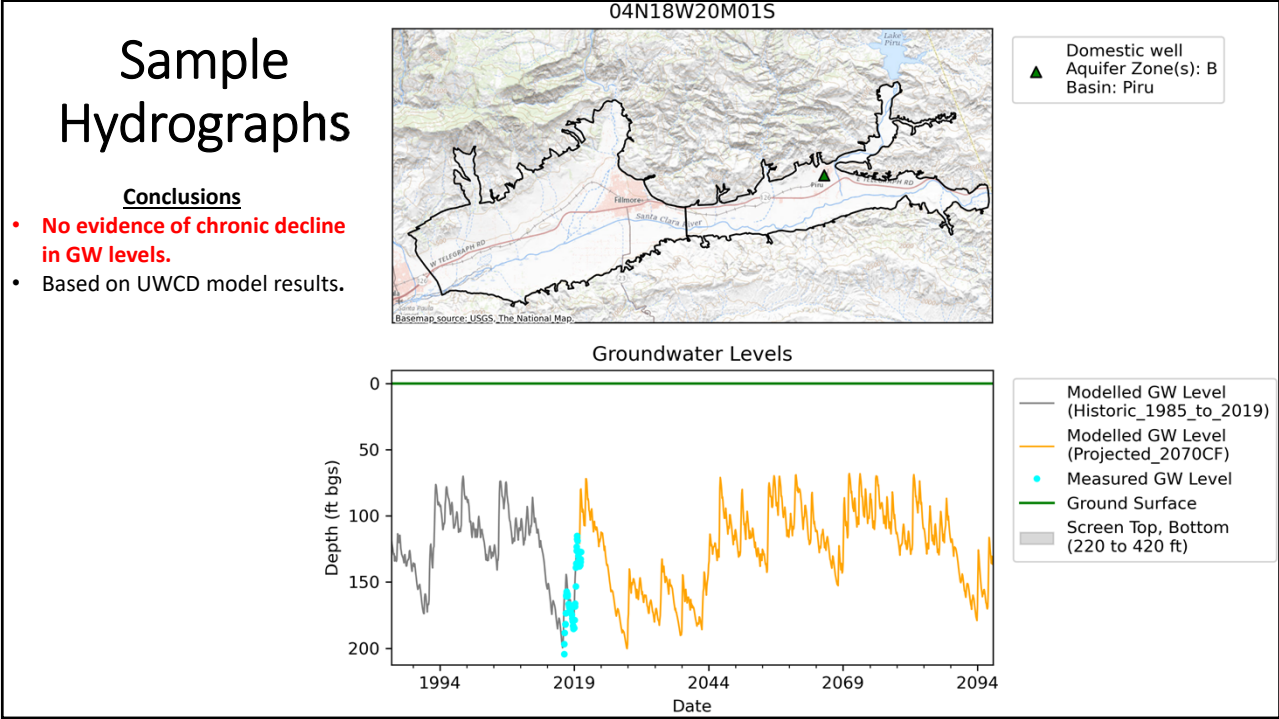 Sample
Hydrographs
Conclusions
• No evidence of chronic decline
in GW levels.
• Based on UWCD model results.
04N18W20M01S
Lake
Piru
Piru
E TELEGRAPH RD
Fillmore
Santa Clara River
W TELEGRAPH RD
Santa Paula
Basemap source: USGS, The National Map.
Domestic well
Aquifer Zone(s): B
Basin: Piru
Groundwater Levels
Depth (ft bgs)
0
50
100
150
200
1994
2019
2044
2069
2094
Date
Modelled GW Level
(Historic_1985_to_2019)
Modelled GW Level
(Projected_2070CF)
Measured GW Level
Ground Surface
Screen Top, Bottom
(220 to 420 ft)